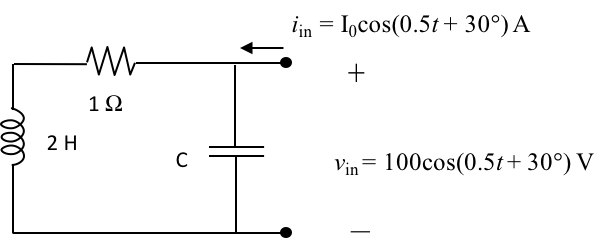 i_in = I₀cos(0.5t + 30°) A
+
1 Ω
2 H
C
v_in = 100cos(0.5t + 30°) V
−